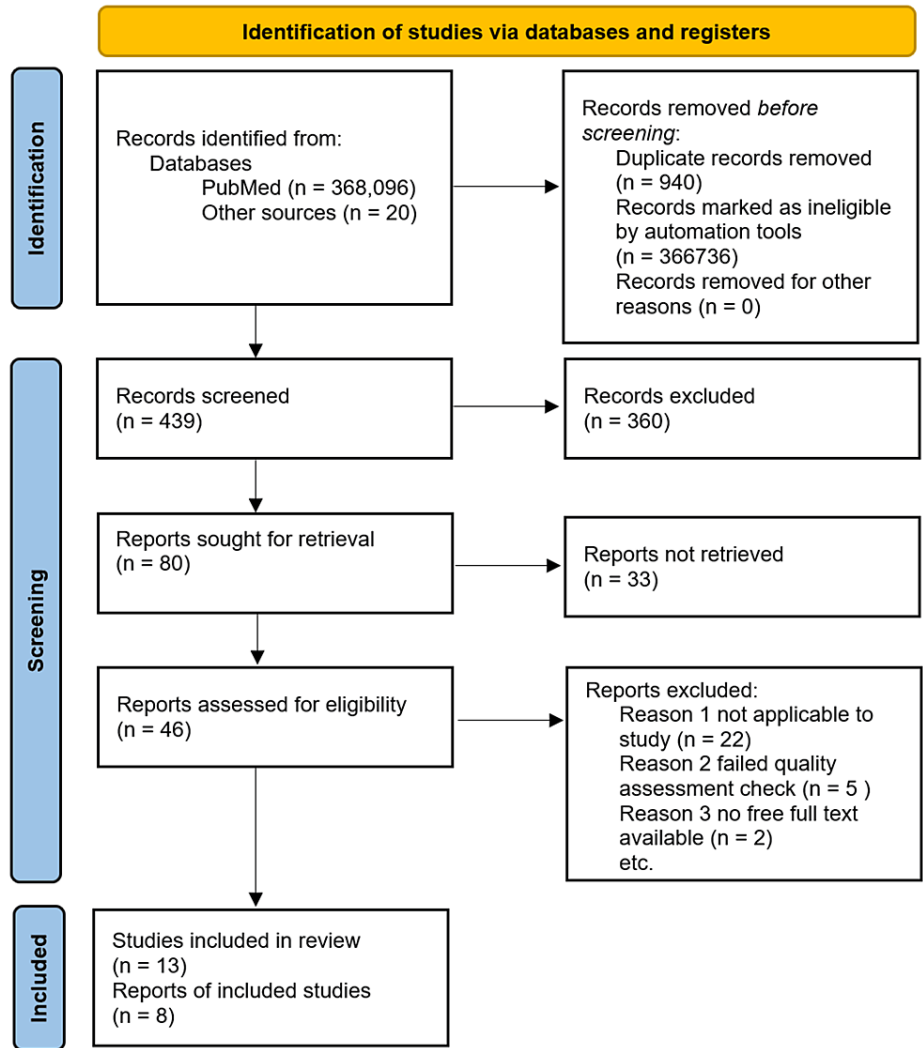 Identification of studies via databases and registers
Identification
Records identified from:
Databases
PubMed (n = 368,096)
Other sources (n = 20)
Records removed before
screening:
Duplicate records removed
(n = 940)
Records marked as ineligible
by automation tools
(n = 366736)
Records removed for other
reasons (n = 0)
Screening
Records screened
(n = 439)
Records excluded
(n = 360)
Reports sought for retrieval
(n = 80)
Reports not retrieved
(n = 33)
Reports assessed for eligibility
(n = 46)
Reports excluded:
Reason 1 not applicable to
study (n = 22)
Reason 2 failed quality
assessment check (n = 5 )
Reason 3 no free full text
available (n = 2)
etc.
Included
Studies included in review
(n = 13)
Reports of included studies
(n = 8)